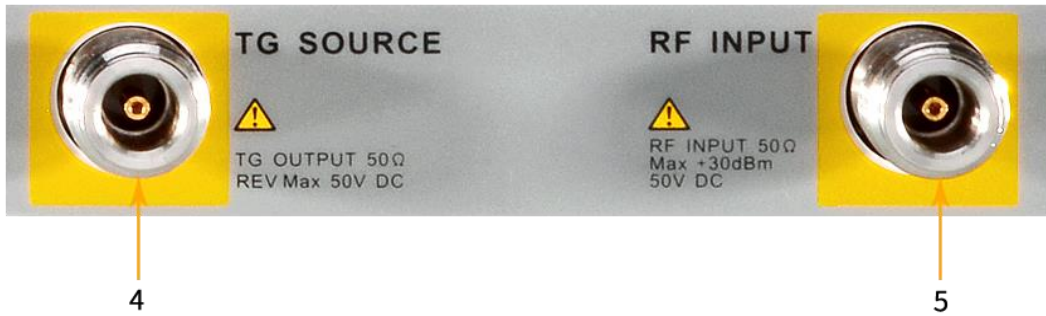 TG SOURCE
TG OUTPUT 50Ω
REV Max 50V DC
RF INPUT
RF INPUT 50Ω
Max +30dBm
50V DC
4
5